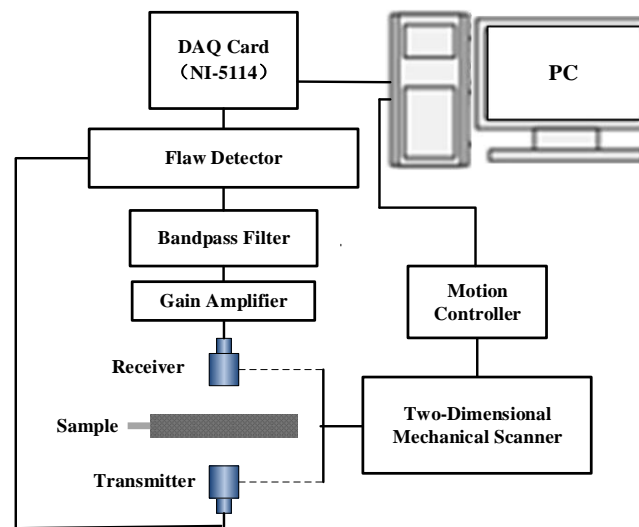 DAQ Card
（NI-5114）
PC
Flaw Detector
Bandpass Filter
Gain Amplifier
Motion
Controller
Receiver
Sample
Two-Dimensional
Mechanical Scanner
Transmitter